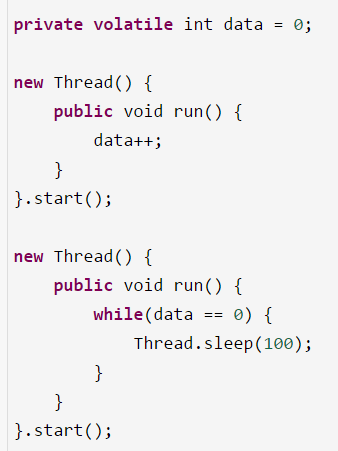 private volatile int data = 0;
new Thread() {
    public void run() {
        data++;
    }
}.start();
new Thread() {
    public void run() {
        while(data == 0) {
            Thread.sleep(100);
        }
    }
}.start();